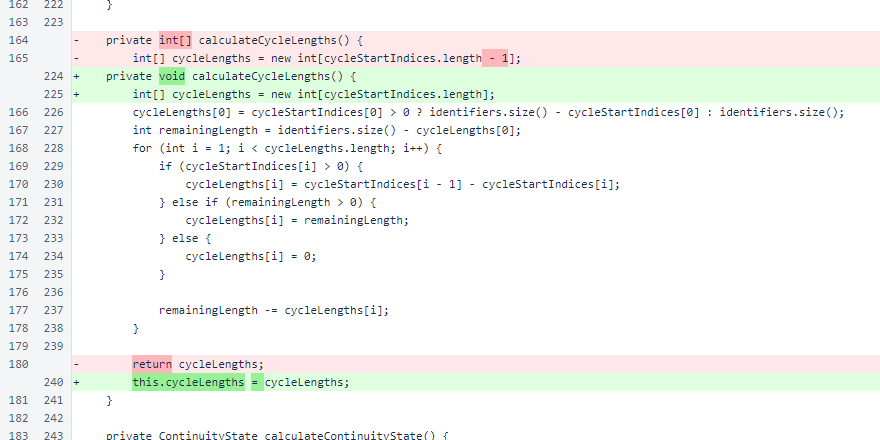 162 222 }
163 223
164 - private int[] calculateCycleLengths() {
165 - int[] cycleLengths = new int[cycleStartIndices.length - 1];
224 + private void calculateCycleLengths() {
225 + int[] cycleLengths = new int[cycleStartIndices.length];
166 226 cycleLengths[0] = cycleStartIndices[0] > 0 ? identifiers.size() - cycleStartIndices[0] : identifiers.size();
167 227 int remainingLength = identifiers.size() - cycleLengths[0];
168 228 for (int i = 1; i < cycleLengths.length; i++) {
169 229 if (cycleStartIndices[i] > 0) {
170 230 cycleLengths[i] = cycleStartIndices[i - 1] - cycleStartIndices[i];
171 231 } else if (remainingLength > 0) {
172 232 cycleLengths[i] = remainingLength;
173 233 } else {
174 234 cycleLengths[i] = 0;
175 235 }
176 236
177 237 remainingLength -= cycleLengths[i];
178 238 }
179 239
180 - return cycleLengths;
240 + this.cycleLengths = cycleLengths;
181 241 }
182 242
183 243 private ContinuityState calculateContinuityState() {